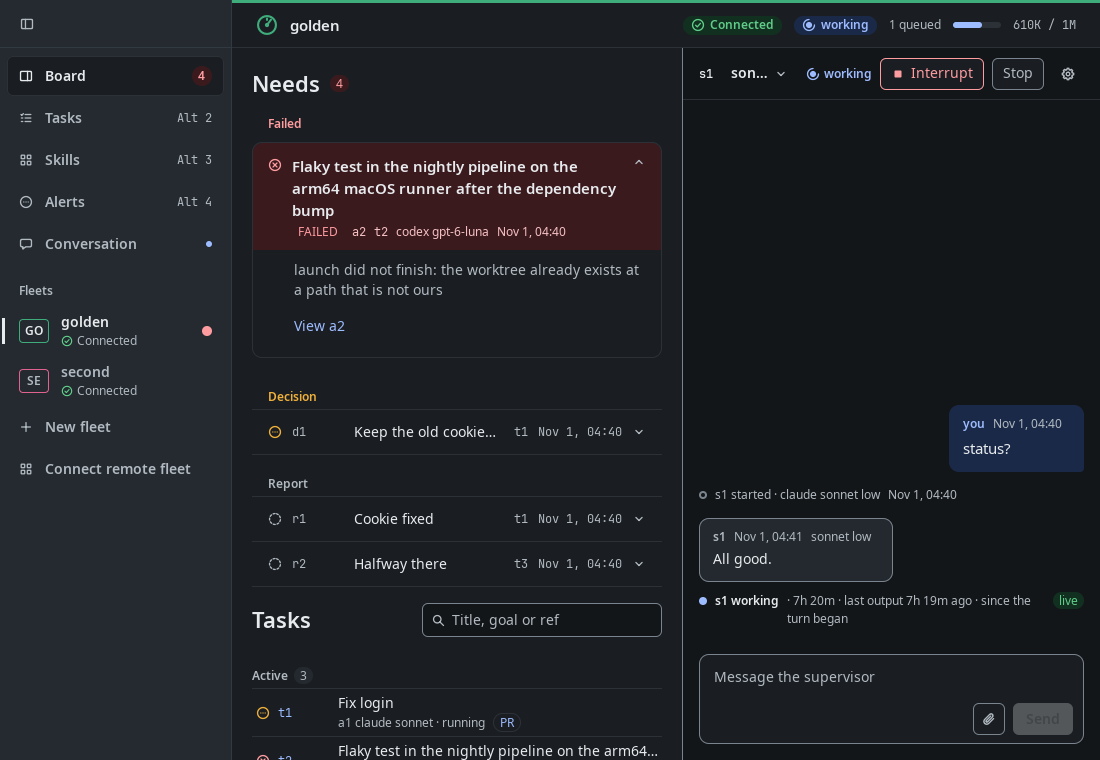 golden
Connected
working
1 queued
610K / 1M
Board
4
Tasks
Alt 2
Skills
Alt 3
Alerts
Alt 4
Conversation
Fleets
GO
golden
Connected
SE
second
Connected
New fleet
Connect remote fleet
Needs 4
Failed
Flaky test in the nightly pipeline on the
arm64 macOS runner after the dependency
bump
FAILED a2 t2 codex gpt-6-luna Nov 1, 04:40
launch did not finish: the worktree already exists at
a path that is not ours
View a2
Decision
d1 Keep the old cookie... t1 Nov 1, 04:40
Report
r1 Cookie fixed t1 Nov 1, 04:40
r2 Halfway there t3 Nov 1, 04:40
Tasks
Title, goal or ref
Active 3
t1 Fix login
a1 claude sonnet · running PR
t2 Flaky test in the nightly pipeline on the arm64...
s1 son... working Interrupt Stop
you Nov 1, 04:40
status?
s1 started · claude sonnet low Nov 1, 04:40
s1 Nov 1, 04:41 sonnet low
All good.
s1 working · 7h 20m · last output 7h 19m ago · since the
turn began
live
Message the supervisor
Send